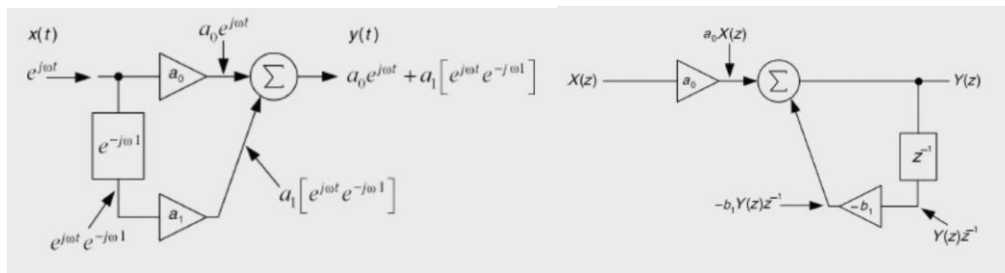 x(t)
a₀e^{jωt}
y(t)
e^{jωt}
a₀
Σ
a₀e^{jωt} + a₁[e^{jωt}e^{-jω1}]
e^{-jω1}
a₁
a₁[e^{jωt}e^{-jω1}]
e^{jωt}e^{-jω1}
a₀X(z)
X(z)
a₀
Σ
Y(z)
z⁻¹
-b₁Y(z)z⁻¹
-b₁
Y(z)z⁻¹